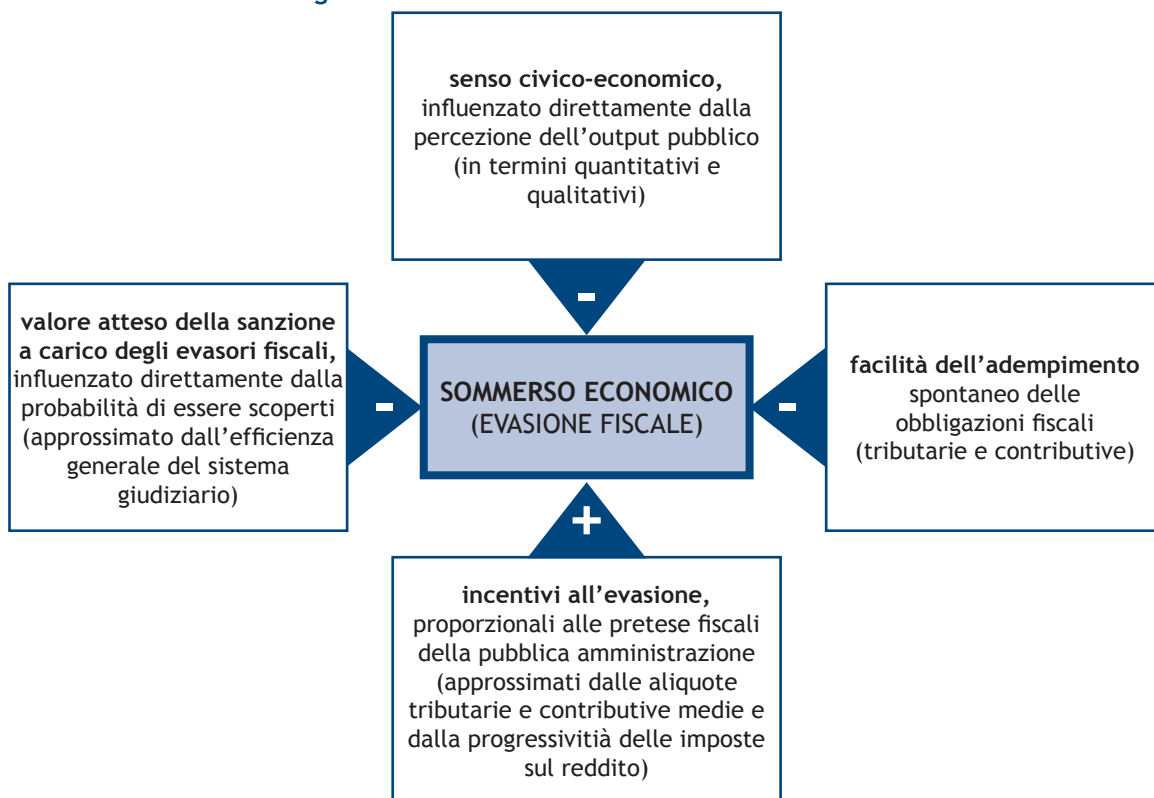 senso civico-economico,
influenzato direttamente dalla
percezione dell'output pubblico
(in termini quantitativi e
qualitativi)
-
valore atteso della sanzione
a carico degli evasori fiscali,
influenzato direttamente dalla
probabilità di essere scoperti
(approssimato dall'efficienza
generale del sistema
giudiziario)
-
SOMMERSO ECONOMICO
(EVASIONE FISCALE)
-
facilità dell'adempimento
spontaneo delle
obbligazioni fiscali
(tributarie e contributive)
+
incentivi all'evasione,
proporzionali alle pretese fiscali
della pubblica amministrazione
(approssimati dalle aliquote
tributarie e contributive medie e
dalla progressività delle imposte
sul reddito)